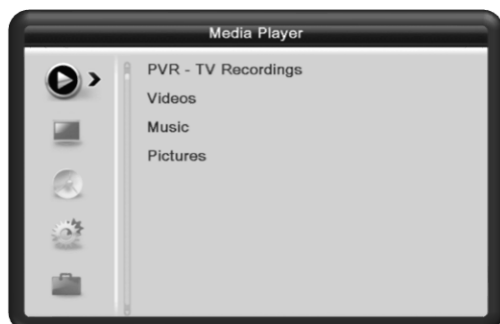 Media Player
PVR - TV Recordings
Videos
Music
Pictures